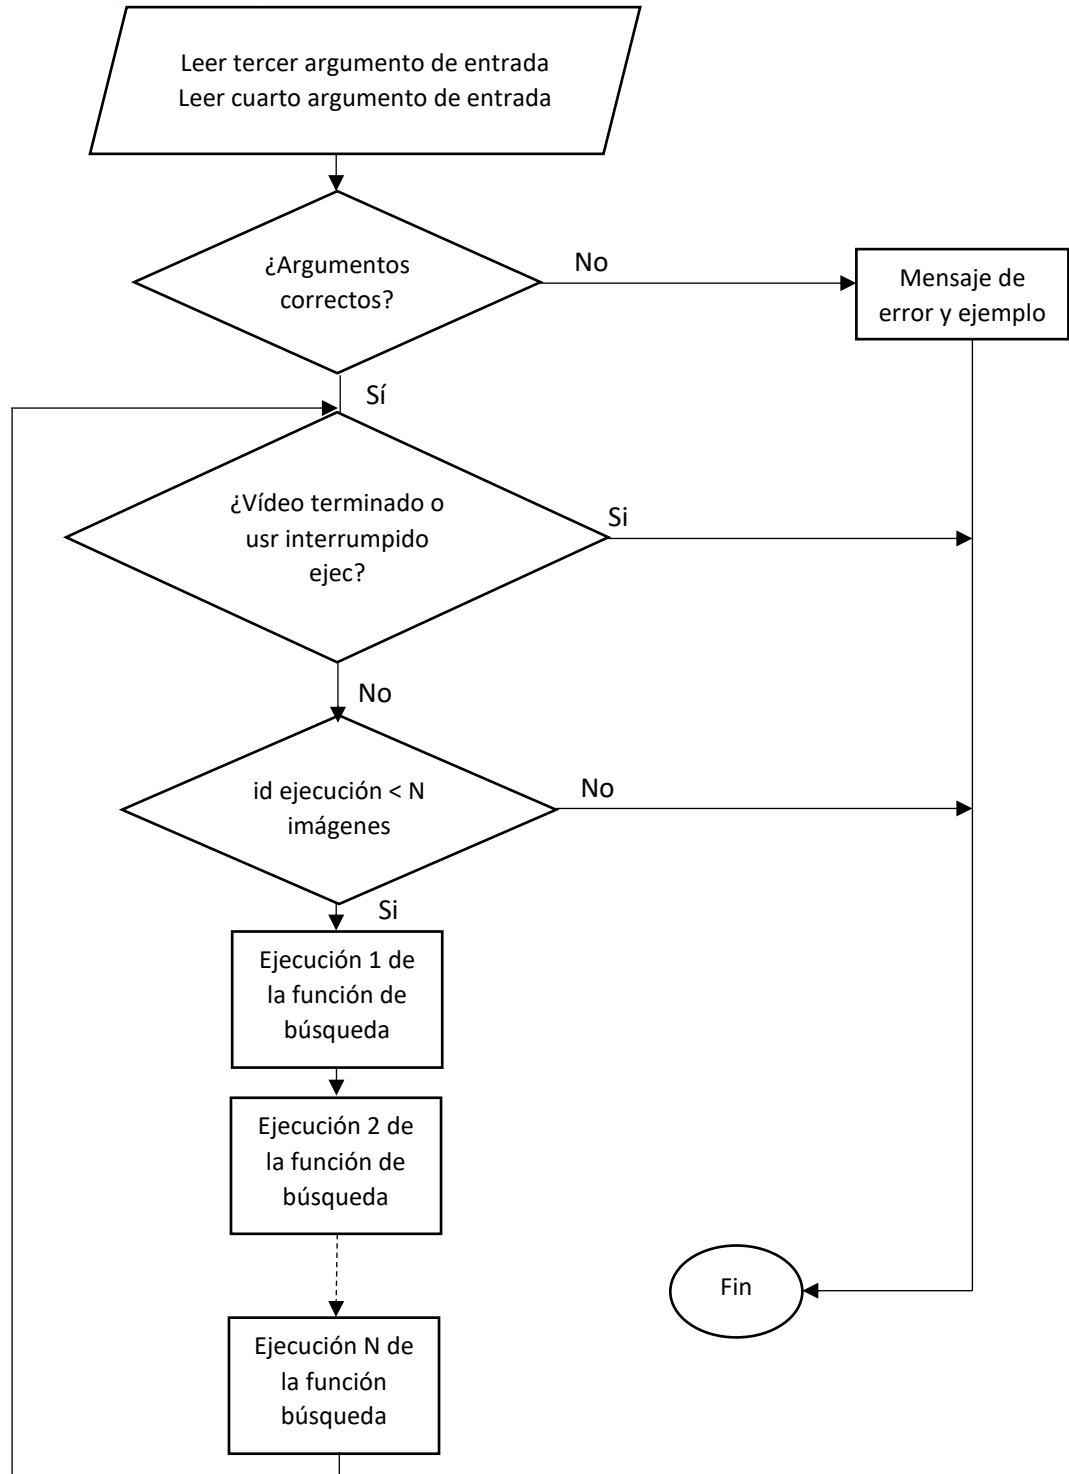 Leer tercer argumento de entrada
Leer cuarto argumento de entrada
¿Argumentos
correctos?
No
Mensaje de
error y ejemplo
Sí
¿Vídeo terminado o
usr interrumpido
ejec?
Si
No
id ejecución < N
imágenes
No
Si
Ejecución 1 de
la función de
búsqueda
Ejecución 2 de
la función de
búsqueda
Fin
Ejecución N de
la función
búsqueda